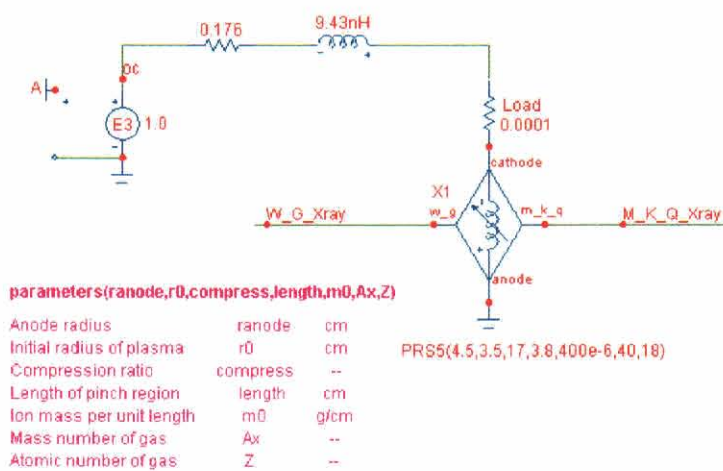 0.176
9.43nH
oc
A
E3 1.0
Load
0.0001
cathode
X1
W_G_Xray
w_g
m_k_q
M_K_Q_Xray
anode
parameters(ranode,r0,compress,length,m0,Ax,Z)
Anode radius ranode cm
Initial radius of plasma r0 cm
Compression ratio compress --
Length of pinch region length cm
Ion mass per unit length m0 g/cm
Mass number of gas Ax --
Atomic number of gas Z --
PRS5(4.5,3.5,17,3.8,400e-6,40,18)